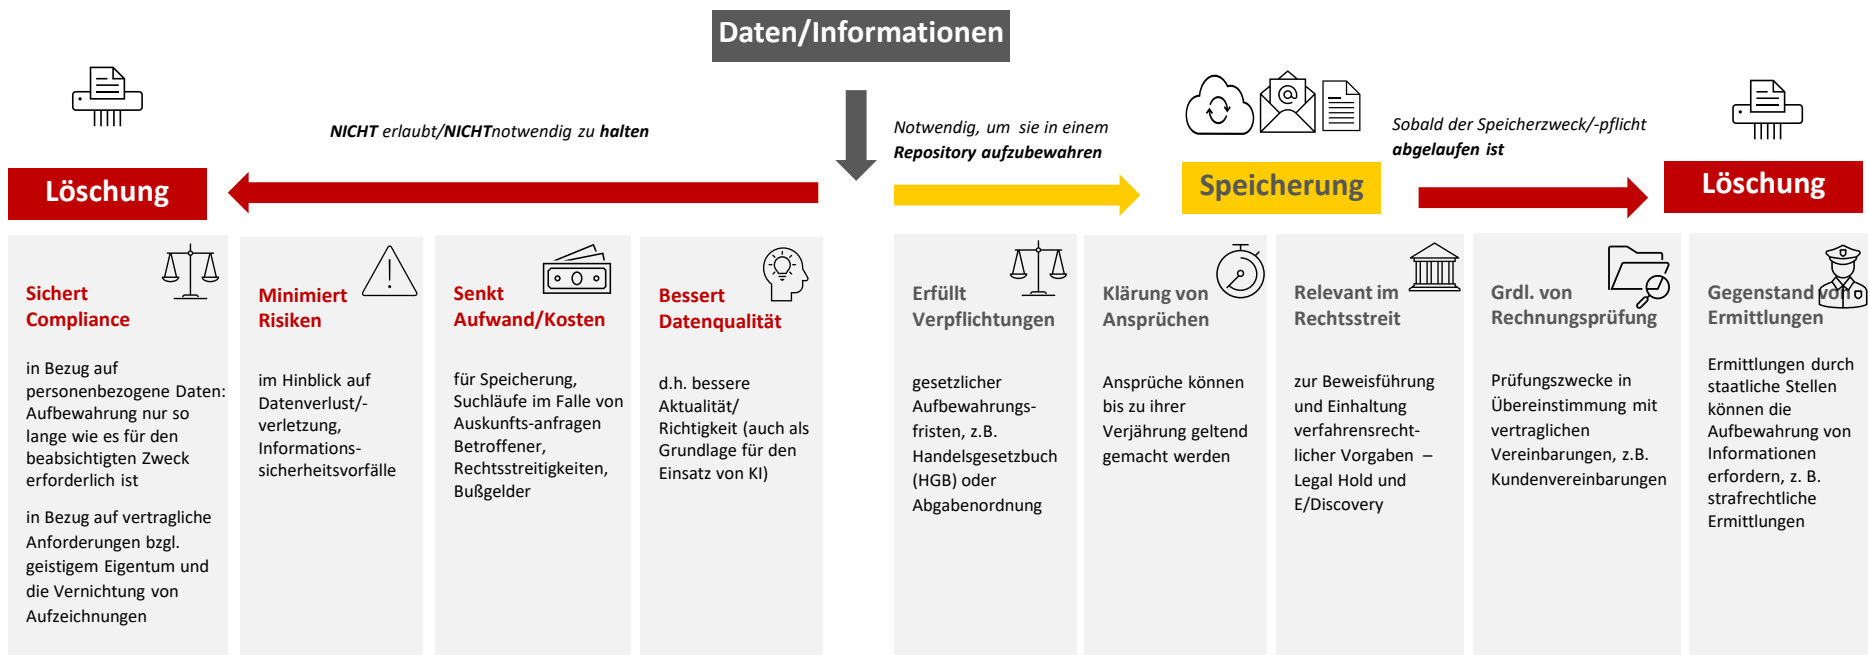 Daten/Informationen
NICHT erlaubt/NICHTnotwendig zu halten
Notwendig, um sie in einem
Repository aufzubewahren
@
Sobald der Speicherzweck/-pflicht
abgelaufen ist
Löschung
Speicherung
Löschung
Sichert
Compliance
in Bezug auf
personenbezogene Daten:
Aufbewahrung nur so
lange wie es für den
beabsichtigten Zweck
erforderlich ist
in Bezug auf vertragliche
Anforderungen bzgl.
geistigem Eigentum und
die Vernichtung von
Aufzeichnungen
Minimiert
Risiken
im Hinblick auf
Datenverlust/-
verletzung,
Informations-
sicherheitsvorfälle
Senkt
Aufwand/Kosten
für Speicherung,
Suchläufe im Falle von
Auskunfts-anfragen
Betroffener,
Rechtsstreitigkeiten,
Bußgelder
Bessert
Datenqualität
d.h. bessere
Aktualität/
Richtigkeit (auch als
Grundlage für den
Einsatz von KI)
Erfüllt
Verpflichtungen
gesetzlicher
Aufbewahrungs-
fristen, z.B.
Handelsgesetzbuch
(HGB) oder
Abgabenordnung
Klärung von
Ansprüchen
Ansprüche können
bis zu ihrer
Verjährung geltend
gemacht werden
Relevant im
Rechtsstreit
zur Beweisführung
und Einhaltung
verfahrensrecht-
licher Vorgaben –
Legal Hold und
E/Discovery
Grdl. von
Rechnungsprüfung
Prüfungszwecke in
Übereinstimmung mit
vertraglichen
Vereinbarungen, z.B.
Kundenvereinbarungen
Gegenstand von
Ermittlungen
Ermittlungen durch
staatliche Stellen
können die
Aufbewahrung von
Informationen
erfordern, z. B.
strafrechtliche
Ermittlungen